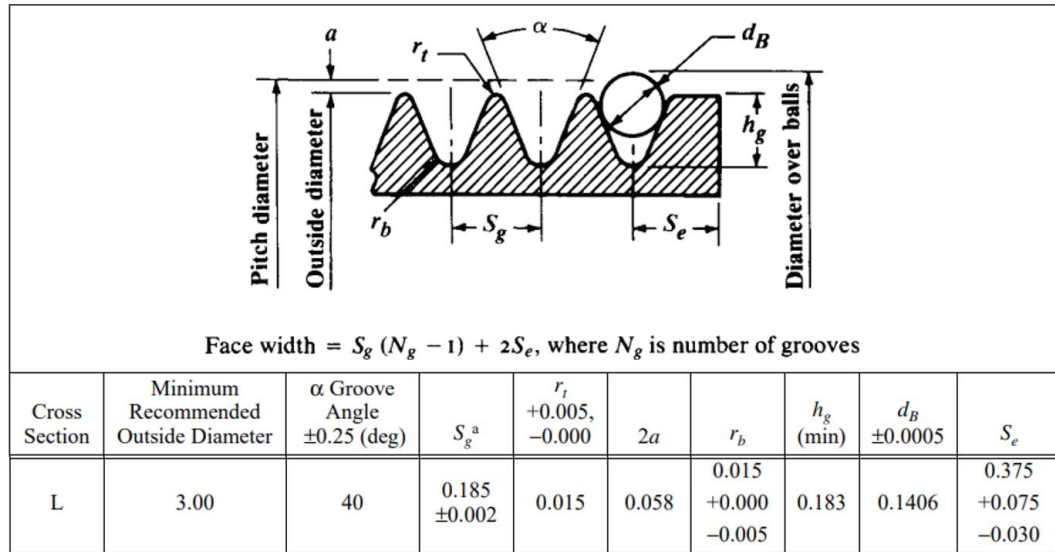 a
r_t
α
d_B
Pitch diameter
Outside diameter
r_b
S_g
S_e
h_g
Diameter over balls
Face width = S_g (N_g − 1) + 2S_e, where N_g is number of grooves
Cross Section
Minimum Recommended Outside Diameter
α Groove Angle ±0.25 (deg)
S_g^a
r_t +0.005, −0.000
2a
r_b
h_g (min)
d_B ±0.0005
S_e
L
3.00
40
0.185 ±0.002
0.015
0.058
0.015 +0.000 −0.005
0.183
0.1406
0.375 +0.075 −0.030